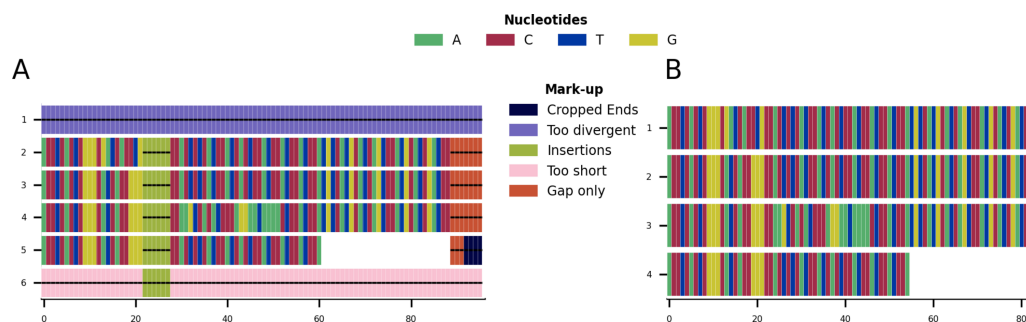 Nucleotides
A C T G
A
B
Mark-up
Cropped Ends
Too divergent
Insertions
Too short
Gap only
1
2
3
4
5
6
0 20 40 60 80
1
2
3
4
0 20 40 60 80